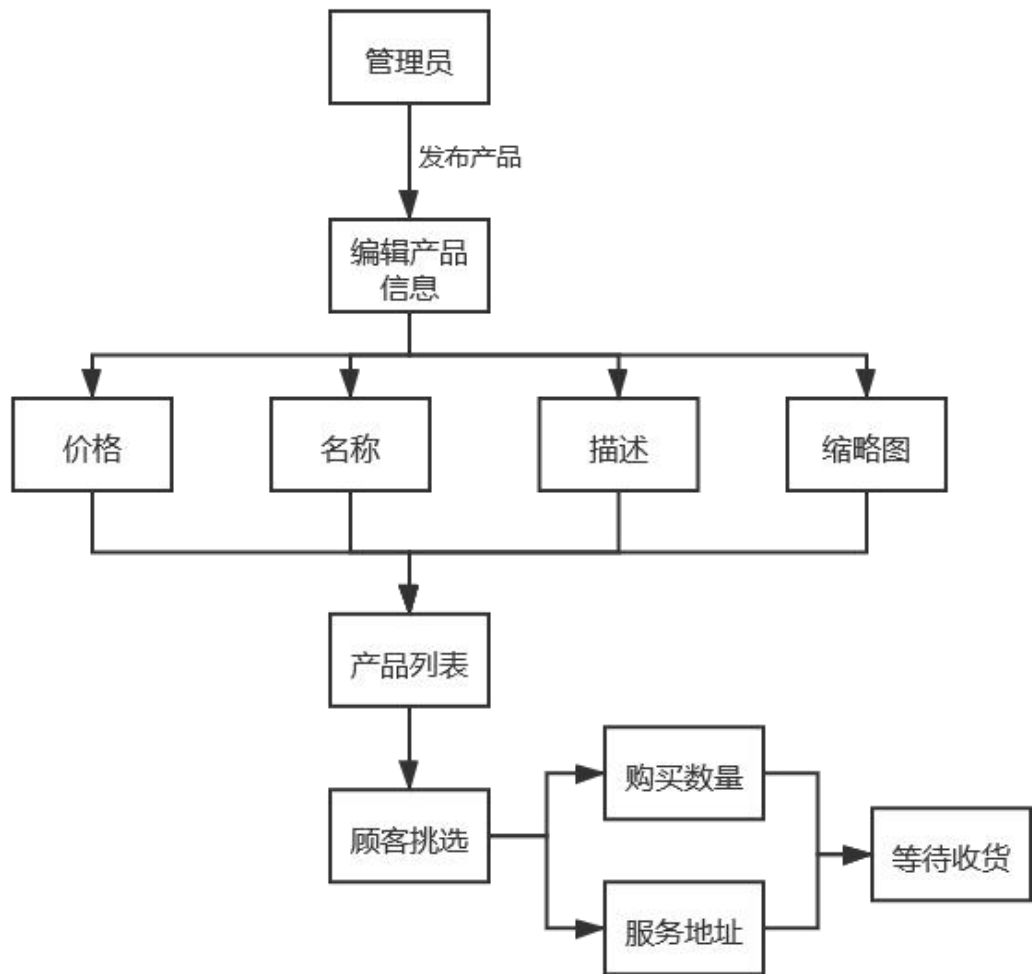 管理员
发布产品
编辑产品
信息
价格
名称
描述
缩略图
产品列表
购买数量
顾客挑选
等待收货
服务地址